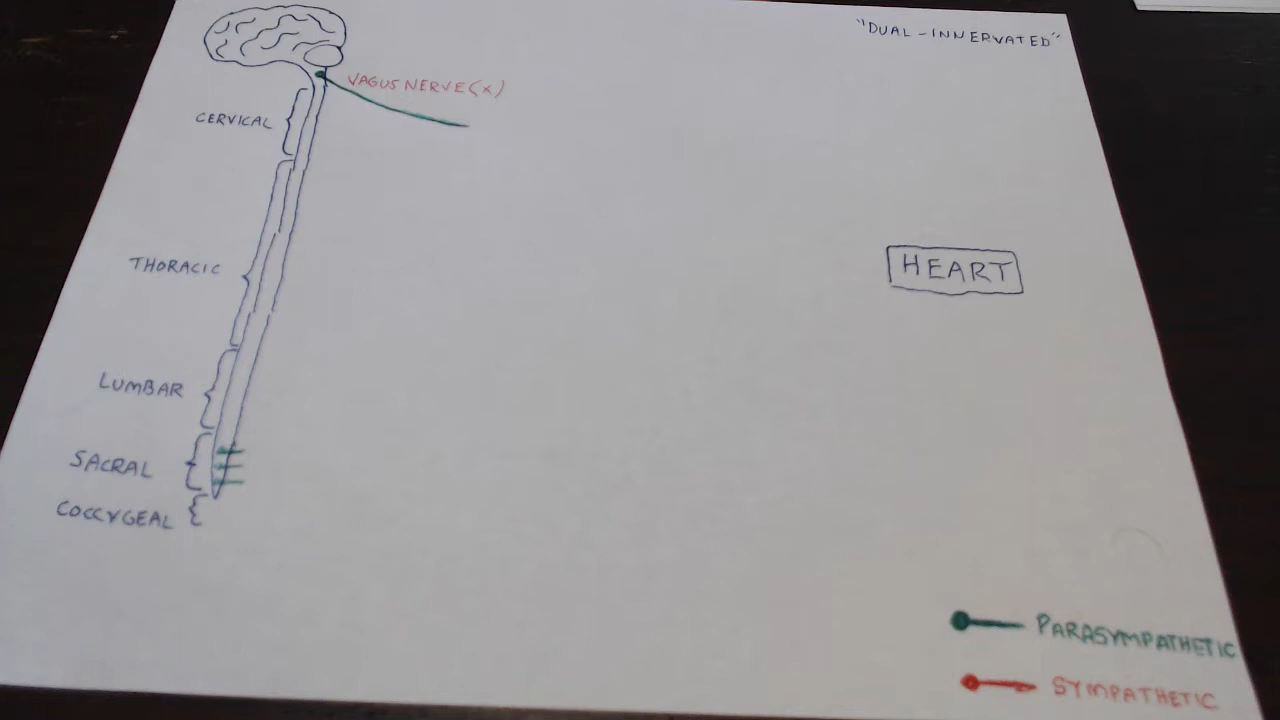 "DUAL-INNERVATED"
VAGUS NERVE (X)
CERVICAL
THORACIC
HEART
LUMBAR
SACRAL
COCCYGEAL
PARASYMPATHETIC
SYMPATHETIC